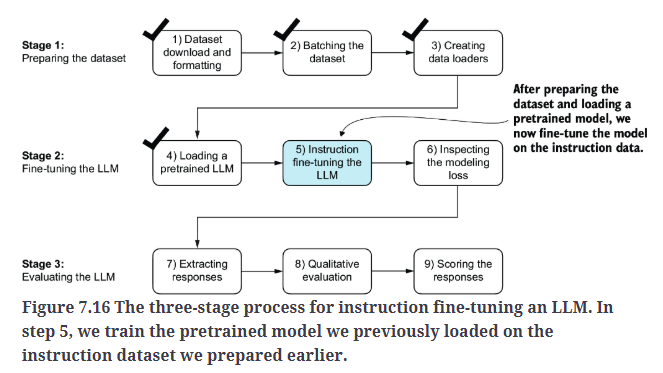 Stage 1:
Preparing the dataset
1) Dataset
download and
formatting
2) Batching the
dataset
3) Creating
data loaders
After preparing the
dataset and loading a
pretrained model, we
now fine-tune the model
on the instruction data.
Stage 2:
Fine-tuning the LLM
4) Loading a
pretrained LLM
5) Instruction
fine-tuning the
LLM
6) Inspecting
the modeling
loss
Stage 3:
Evaluating the LLM
7) Extracting
responses
8) Qualitative
evaluation
9) Scoring the
responses
Figure 7.16 The three-stage process for instruction fine-tuning an LLM. In
step 5, we train the pretrained model we previously loaded on the
instruction dataset we prepared earlier.